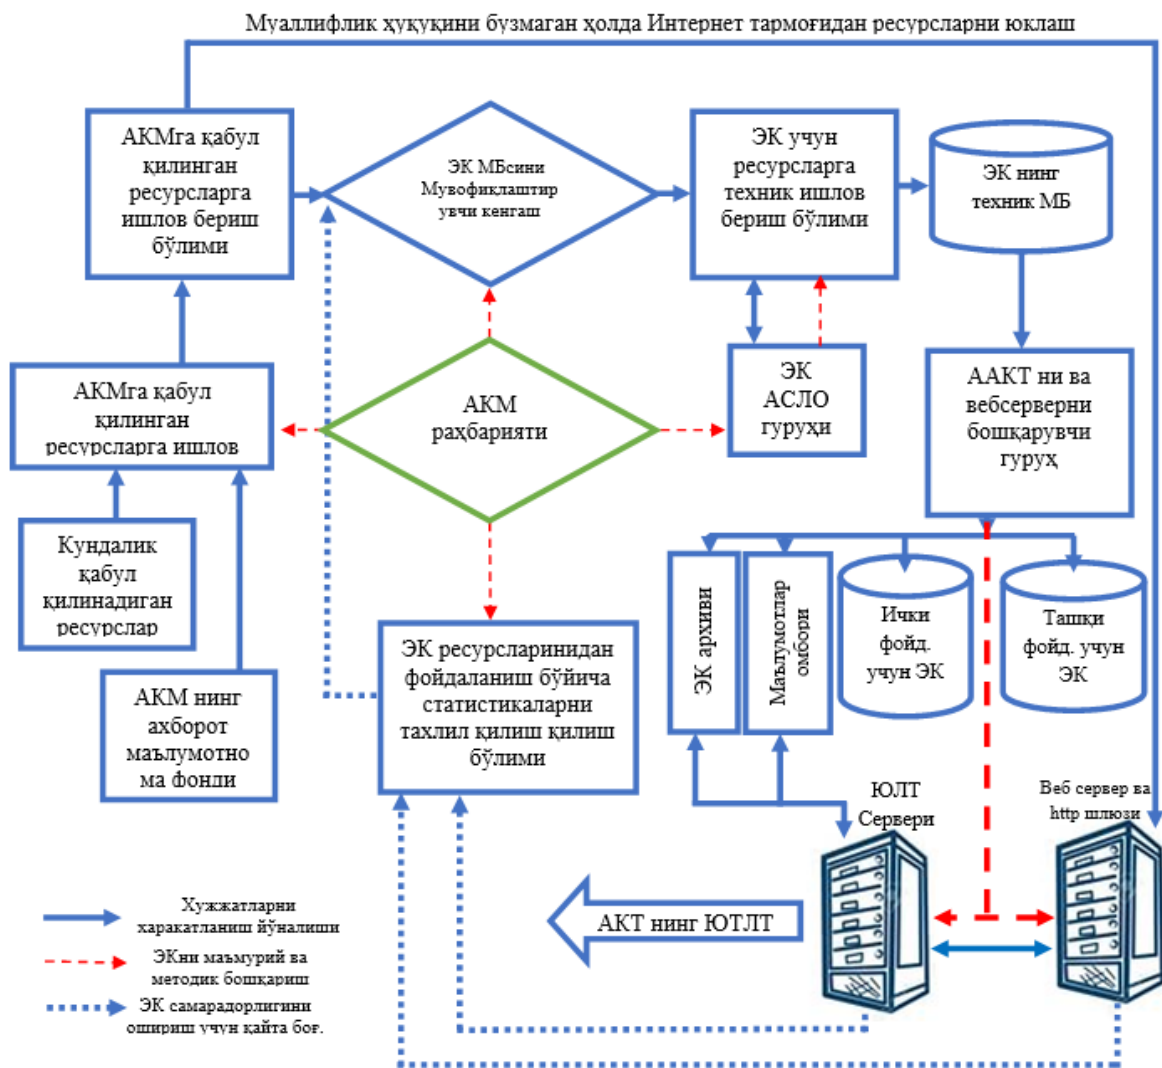 Муаллифлик ҳуқуқини бузмаган ҳолда Интернет тармоғидан ресурсларни юклаш
АКМга қабул
қилинган
ресурсларга
ишлов бериш
бўлими
ЭК МБсини
Мувофиқлаштир
увчи кенгаш
ЭК учун
ресурсларга
техник ишлов
бериш бўлими
ЭК нинг
техник МБ
АКМга қабул
қилинган
ресурсларга ишлов
АКМ
раҳбарияти
ЭК
АСЛО
гуруҳи
ААКТ ни ва
вебсерверни
бошқарувчи
гуруҳ
Кундалик
қабул
қилинадиган
ресурслар
АКМ нинг
ахборот
маълумотно
ма фонди
ЭК ресурсларинидан
фойдаланиш бўйича
статистикаларни
тахлил қилиш қилиш
бўлими
ЭК архиви
Маълумотлар
омбори
Ички
фойд.
учун ЭК
Ташқи
фойд. учун
ЭК
ЮЛТ
Сервери
Веб сервер ва
http шлюзи
АКТ нинг ЮТЛТ
Хужжатларни
харакатланиш йўналиши
ЭКни маъмурий ва
методик бошқариш
ЭК самарадорлигини
ошириш учун қайта боғ.